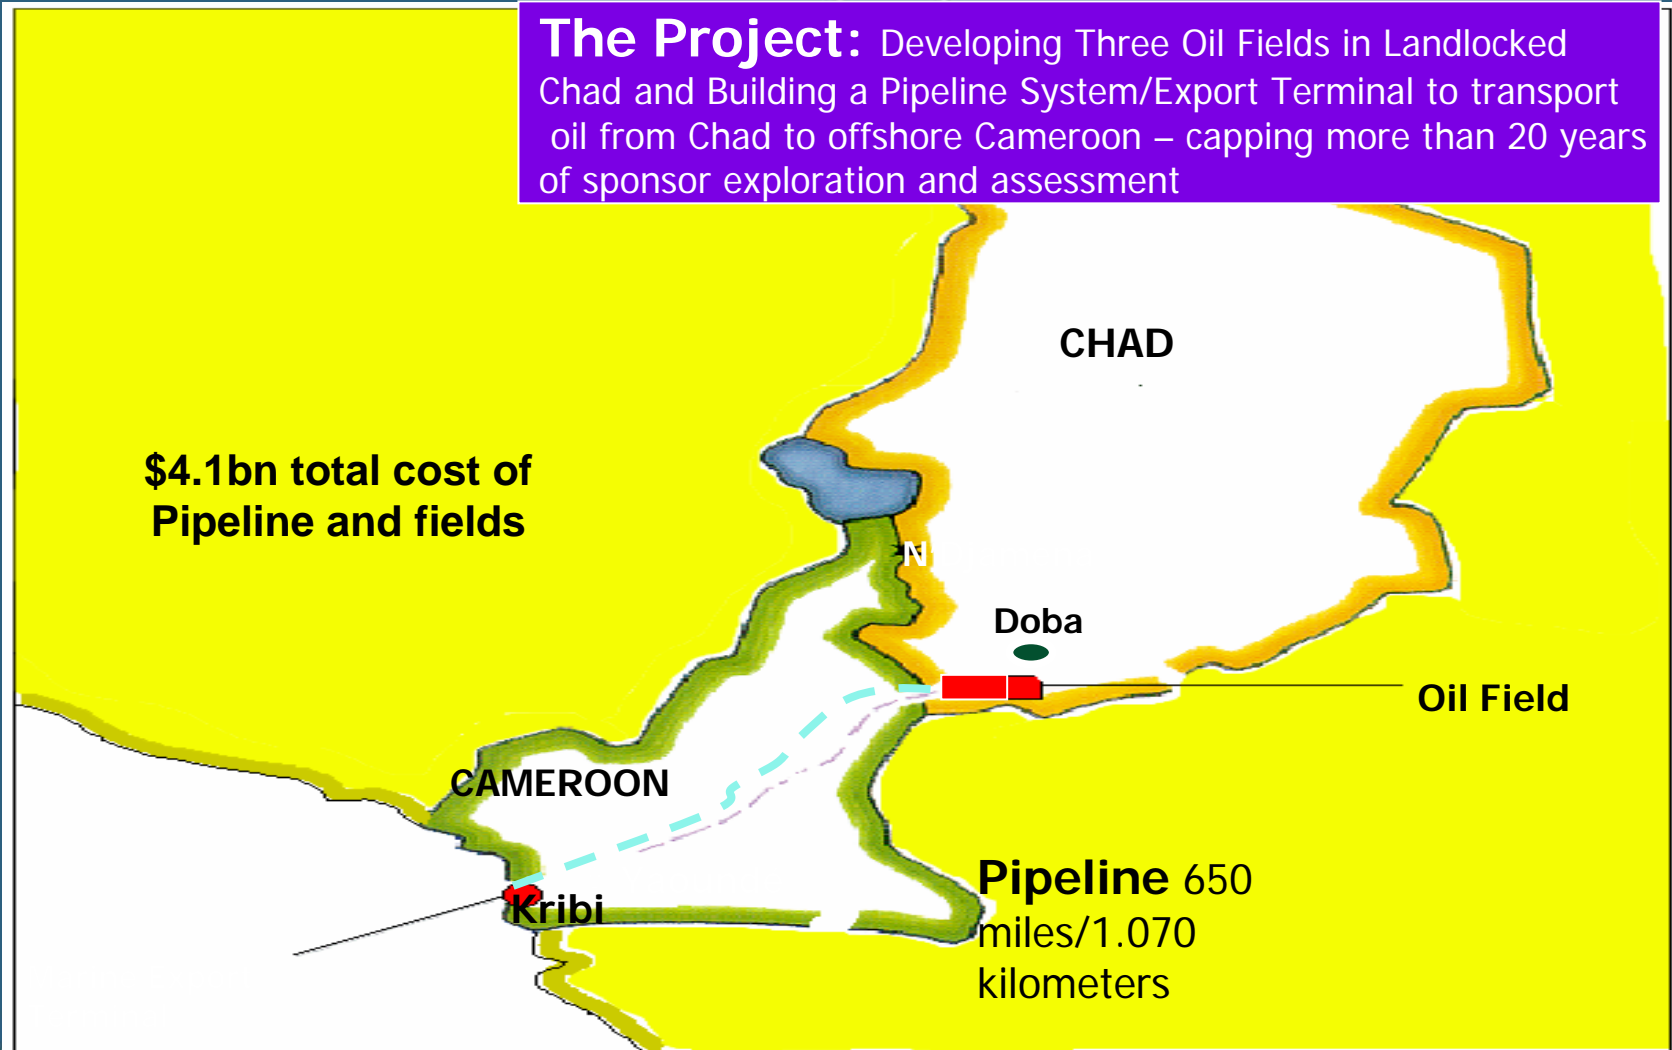 The Project: Developing Three Oil Fields in Landlocked
Chad and Building a Pipeline System/Export Terminal to transport
oil from Chad to offshore Cameroon – capping more than 20 years
of sponsor exploration and assessment
CHAD
$4.1bn total cost of
Pipeline and fields
N
Doba
Oil Field
CAMEROON
Kribi
Pipeline 650
miles/1.070
kilometers